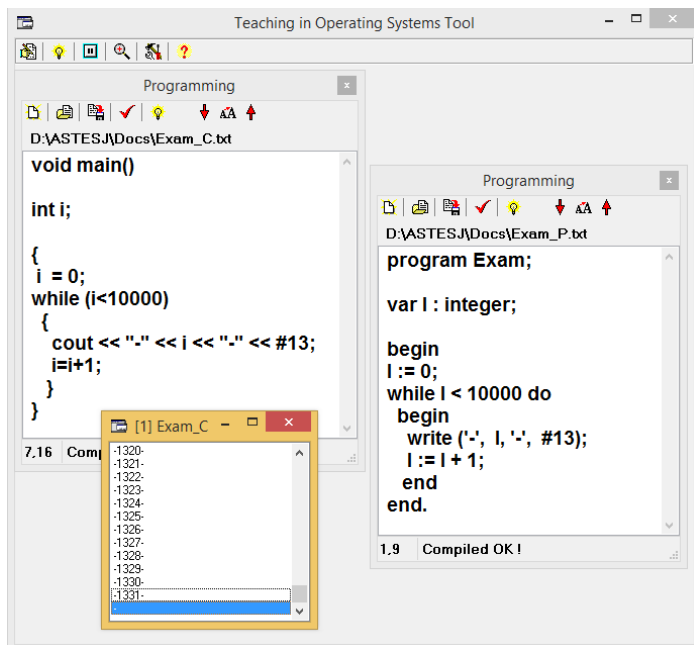 Teaching in Operating Systems Tool
Programming
D:\ASTESJ\Docs\Exam_C.txt
void main()
int i;
{
i = 0;
while (i<10000)
{
cout << "-" << i << "-" << #13;
i=i+1;
}
}
7,16 Comp
[1] Exam_C
-1320-
-1321-
-1322-
-1323-
-1324-
-1325-
-1326-
-1327-
-1328-
-1329-
-1330-
-1331-
-
Programming
D:\ASTESJ\Docs\Exam_P.txt
program Exam;
var I : integer;
begin
I := 0;
while I < 10000 do
begin
write ('-', I, '-', #13);
I := I + 1;
end
end.
1,9 Compiled OK !